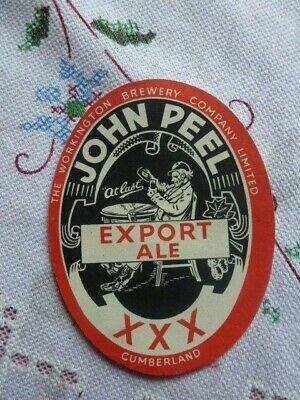 THE WORKINGTON BREWERY COMPANY LIMITED
JOHN PEEL
"At last"
EXPORT
ALE
XXX
CUMBERLAND